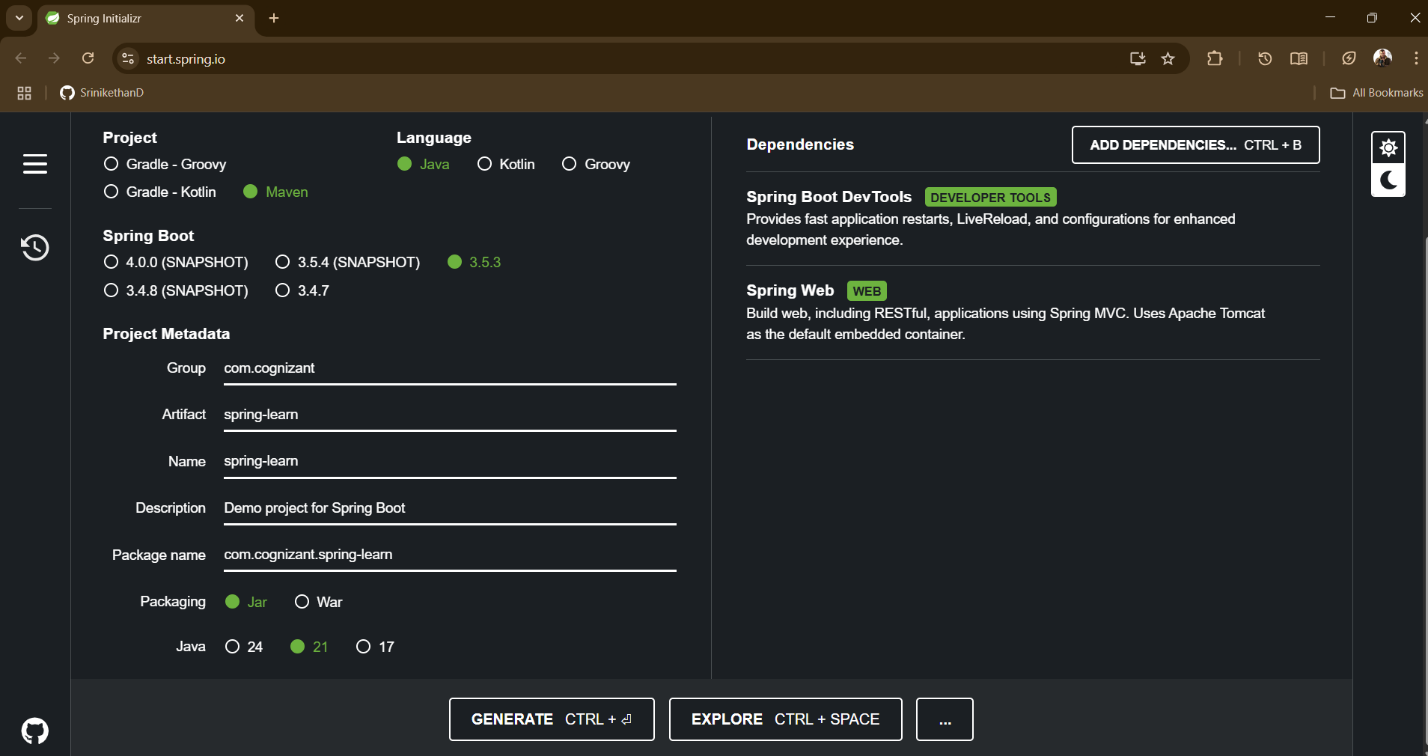 Spring Initializr
start.spring.io
SrinikethanD
All Bookmarks
Project
Gradle - Groovy
Gradle - Kotlin Maven
Language
Java Kotlin Groovy
Spring Boot
4.0.0 (SNAPSHOT) 3.5.4 (SNAPSHOT) 3.5.3
3.4.8 (SNAPSHOT) 3.4.7
Project Metadata
Group com.cognizant
Artifact spring-learn
Name spring-learn
Description Demo project for Spring Boot
Package name com.cognizant.spring-learn
Packaging Jar War
Java 24 21 17
Dependencies
ADD DEPENDENCIES... CTRL + B
Spring Boot DevTools DEVELOPER TOOLS
Provides fast application restarts, LiveReload, and configurations for enhanced
development experience.
Spring Web WEB
Build web, including RESTful, applications using Spring MVC. Uses Apache Tomcat
as the default embedded container.
GENERATE CTRL + ⏎
EXPLORE CTRL + SPACE
...